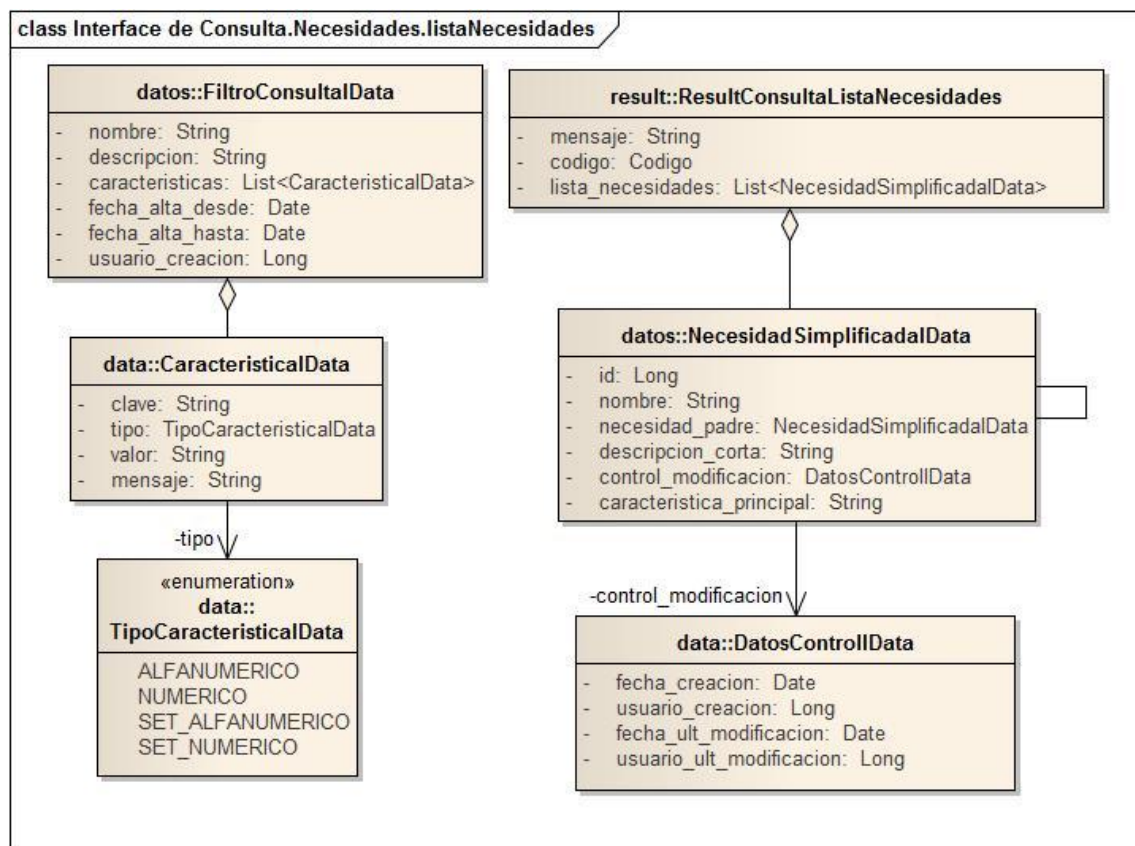 class Interface de Consulta.Necesidades.listaNecesidades
datos::FiltroConsultaIData
- nombre: String
- descripcion: String
- caracteristicas: List<CaracteristicaIData>
- fecha_alta_desde: Date
- fecha_alta_hasta: Date
- usuario_creacion: Long
data::CaracteristicaIData
- clave: String
- tipo: TipoCaracteristicaIData
- valor: String
- mensaje: String
-tipo
«enumeration»
data::
TipoCaracteristicaIData
ALFANUMERICO
NUMERICO
SET_ALFANUMERICO
SET_NUMERICO
result::ResultConsultaListaNecesidades
- mensaje: String
- codigo: Codigo
- lista_necesidades: List<NecesidadSimplificadaIData>
datos::NecesidadSimplificadaIData
- id: Long
- nombre: String
- necesidad_padre: NecesidadSimplificadaIData
- descripcion_corta: String
- control_modificacion: DatosControlIData
- caracteristica_principal: String
-control_modificacion
data::DatosControlIData
- fecha_creacion: Date
- usuario_creacion: Long
- fecha_ult_modificacion: Date
- usuario_ult_modificacion: Long